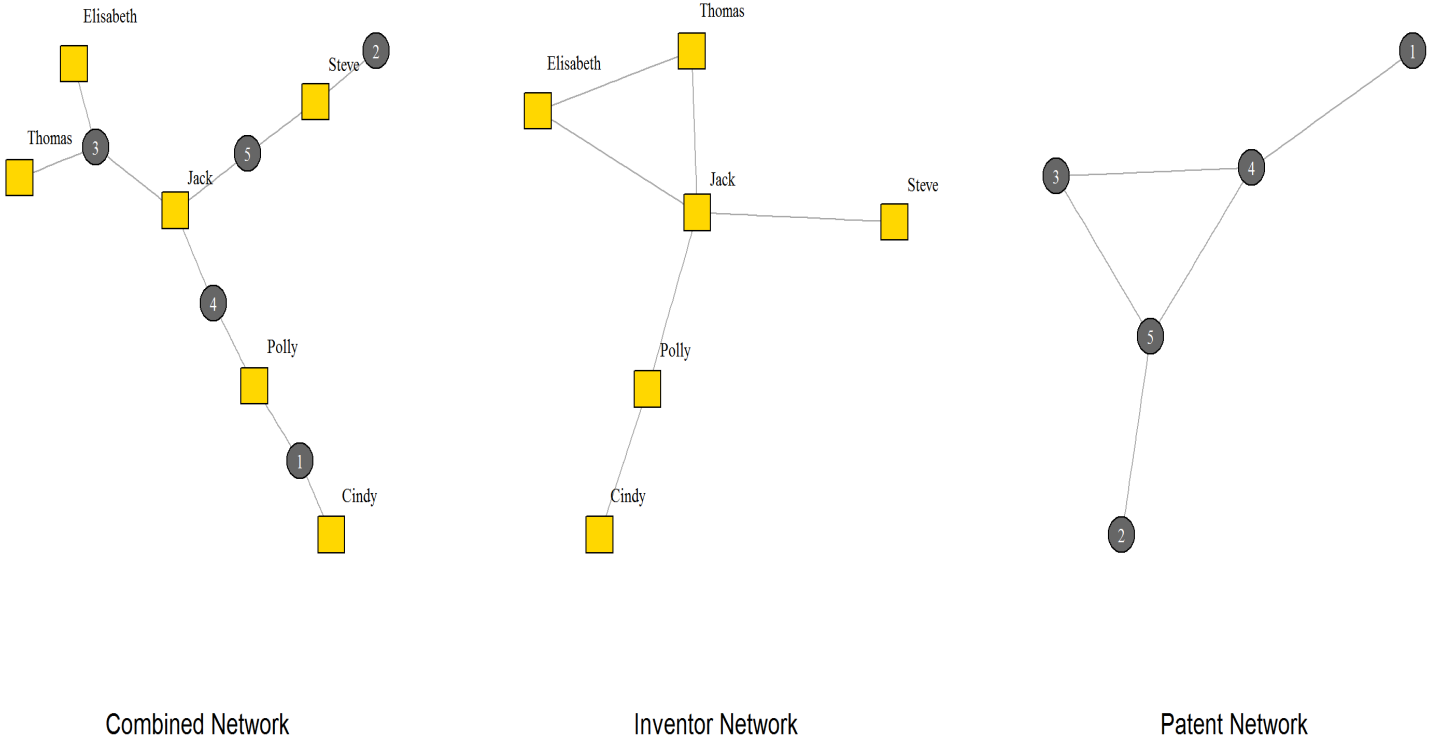 Elisabeth
2
Steve
Thomas
3
5
Jack
4
Polly
1
Cindy
Combined Network
Thomas
Elisabeth
Jack
Steve
Polly
Cindy
Inventor Network
1
3
4
5
2
Patent Network